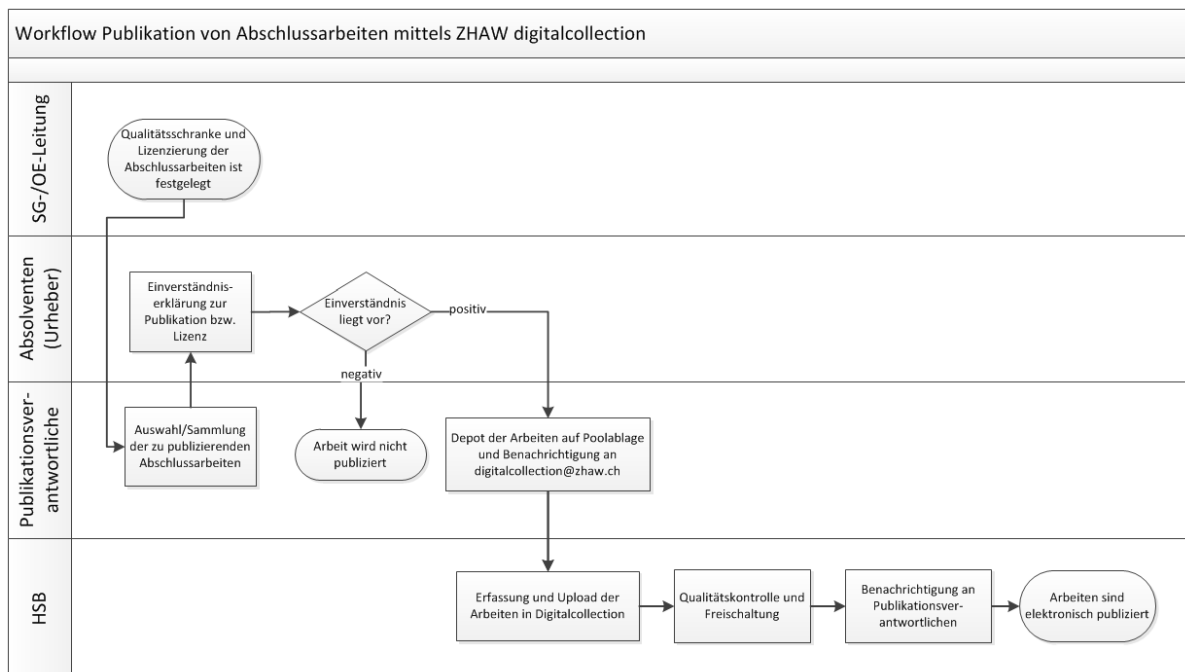 Workflow Publikation von Abschlussarbeiten mittels ZHAW digitalcollection
SG-/OE-Leitung
Qualitätsschranke und
Lizenzierung der
Abschlussarbeiten ist
festgelegt
Absolventen
(Urheber)
Einverständnis-
erklärung zur
Publikation bzw.
Lizenz
Einverständnis
liegt vor?
positiv
negativ
Publikationsver-
antwortliche
Auswahl/Sammlung
der zu publizierenden
Abschlussarbeiten
Arbeit wird nicht
publiziert
Depot der Arbeiten auf Poolablage
und Benachrichtigung an
digitalcollection@zhaw.ch
HSB
Erfassung und Upload der
Arbeiten in Digitalcollection
Qualitätskontrolle und
Freischaltung
Benachrichtigung an
Publikationsver-
antwortlichen
Arbeiten sind
elektronisch publiziert